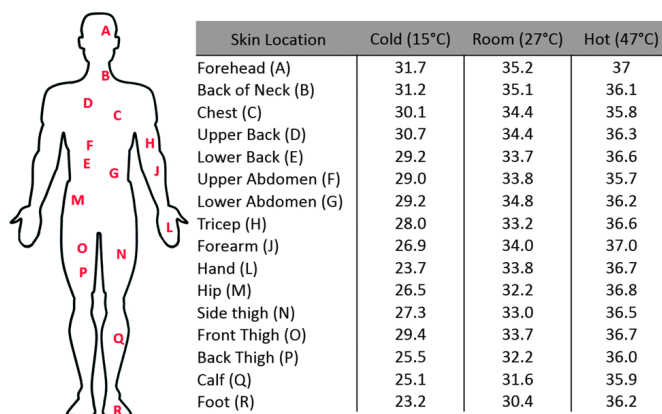 A
B
D
C
F
H
E
J
G
M
L
O
N
P
Q
R
Skin Location Cold (15°C) Room (27°C) Hot (47°C)
Forehead (A) 31.7 35.2 37
Back of Neck (B) 31.2 35.1 36.1
Chest (C) 30.1 34.4 35.8
Upper Back (D) 30.7 34.4 36.3
Lower Back (E) 29.2 33.7 36.6
Upper Abdomen (F) 29.0 33.8 35.7
Lower Abdomen (G) 29.2 34.8 36.2
Tricep (H) 28.0 33.2 36.6
Forearm (J) 26.9 34.0 37.0
Hand (L) 23.7 33.8 36.7
Hip (M) 26.5 32.2 36.8
Side thigh (N) 27.3 33.0 36.5
Front Thigh (O) 29.4 33.7 36.7
Back Thigh (P) 25.5 32.2 36.0
Calf (Q) 25.1 31.6 35.9
Foot (R) 23.2 30.4 36.2